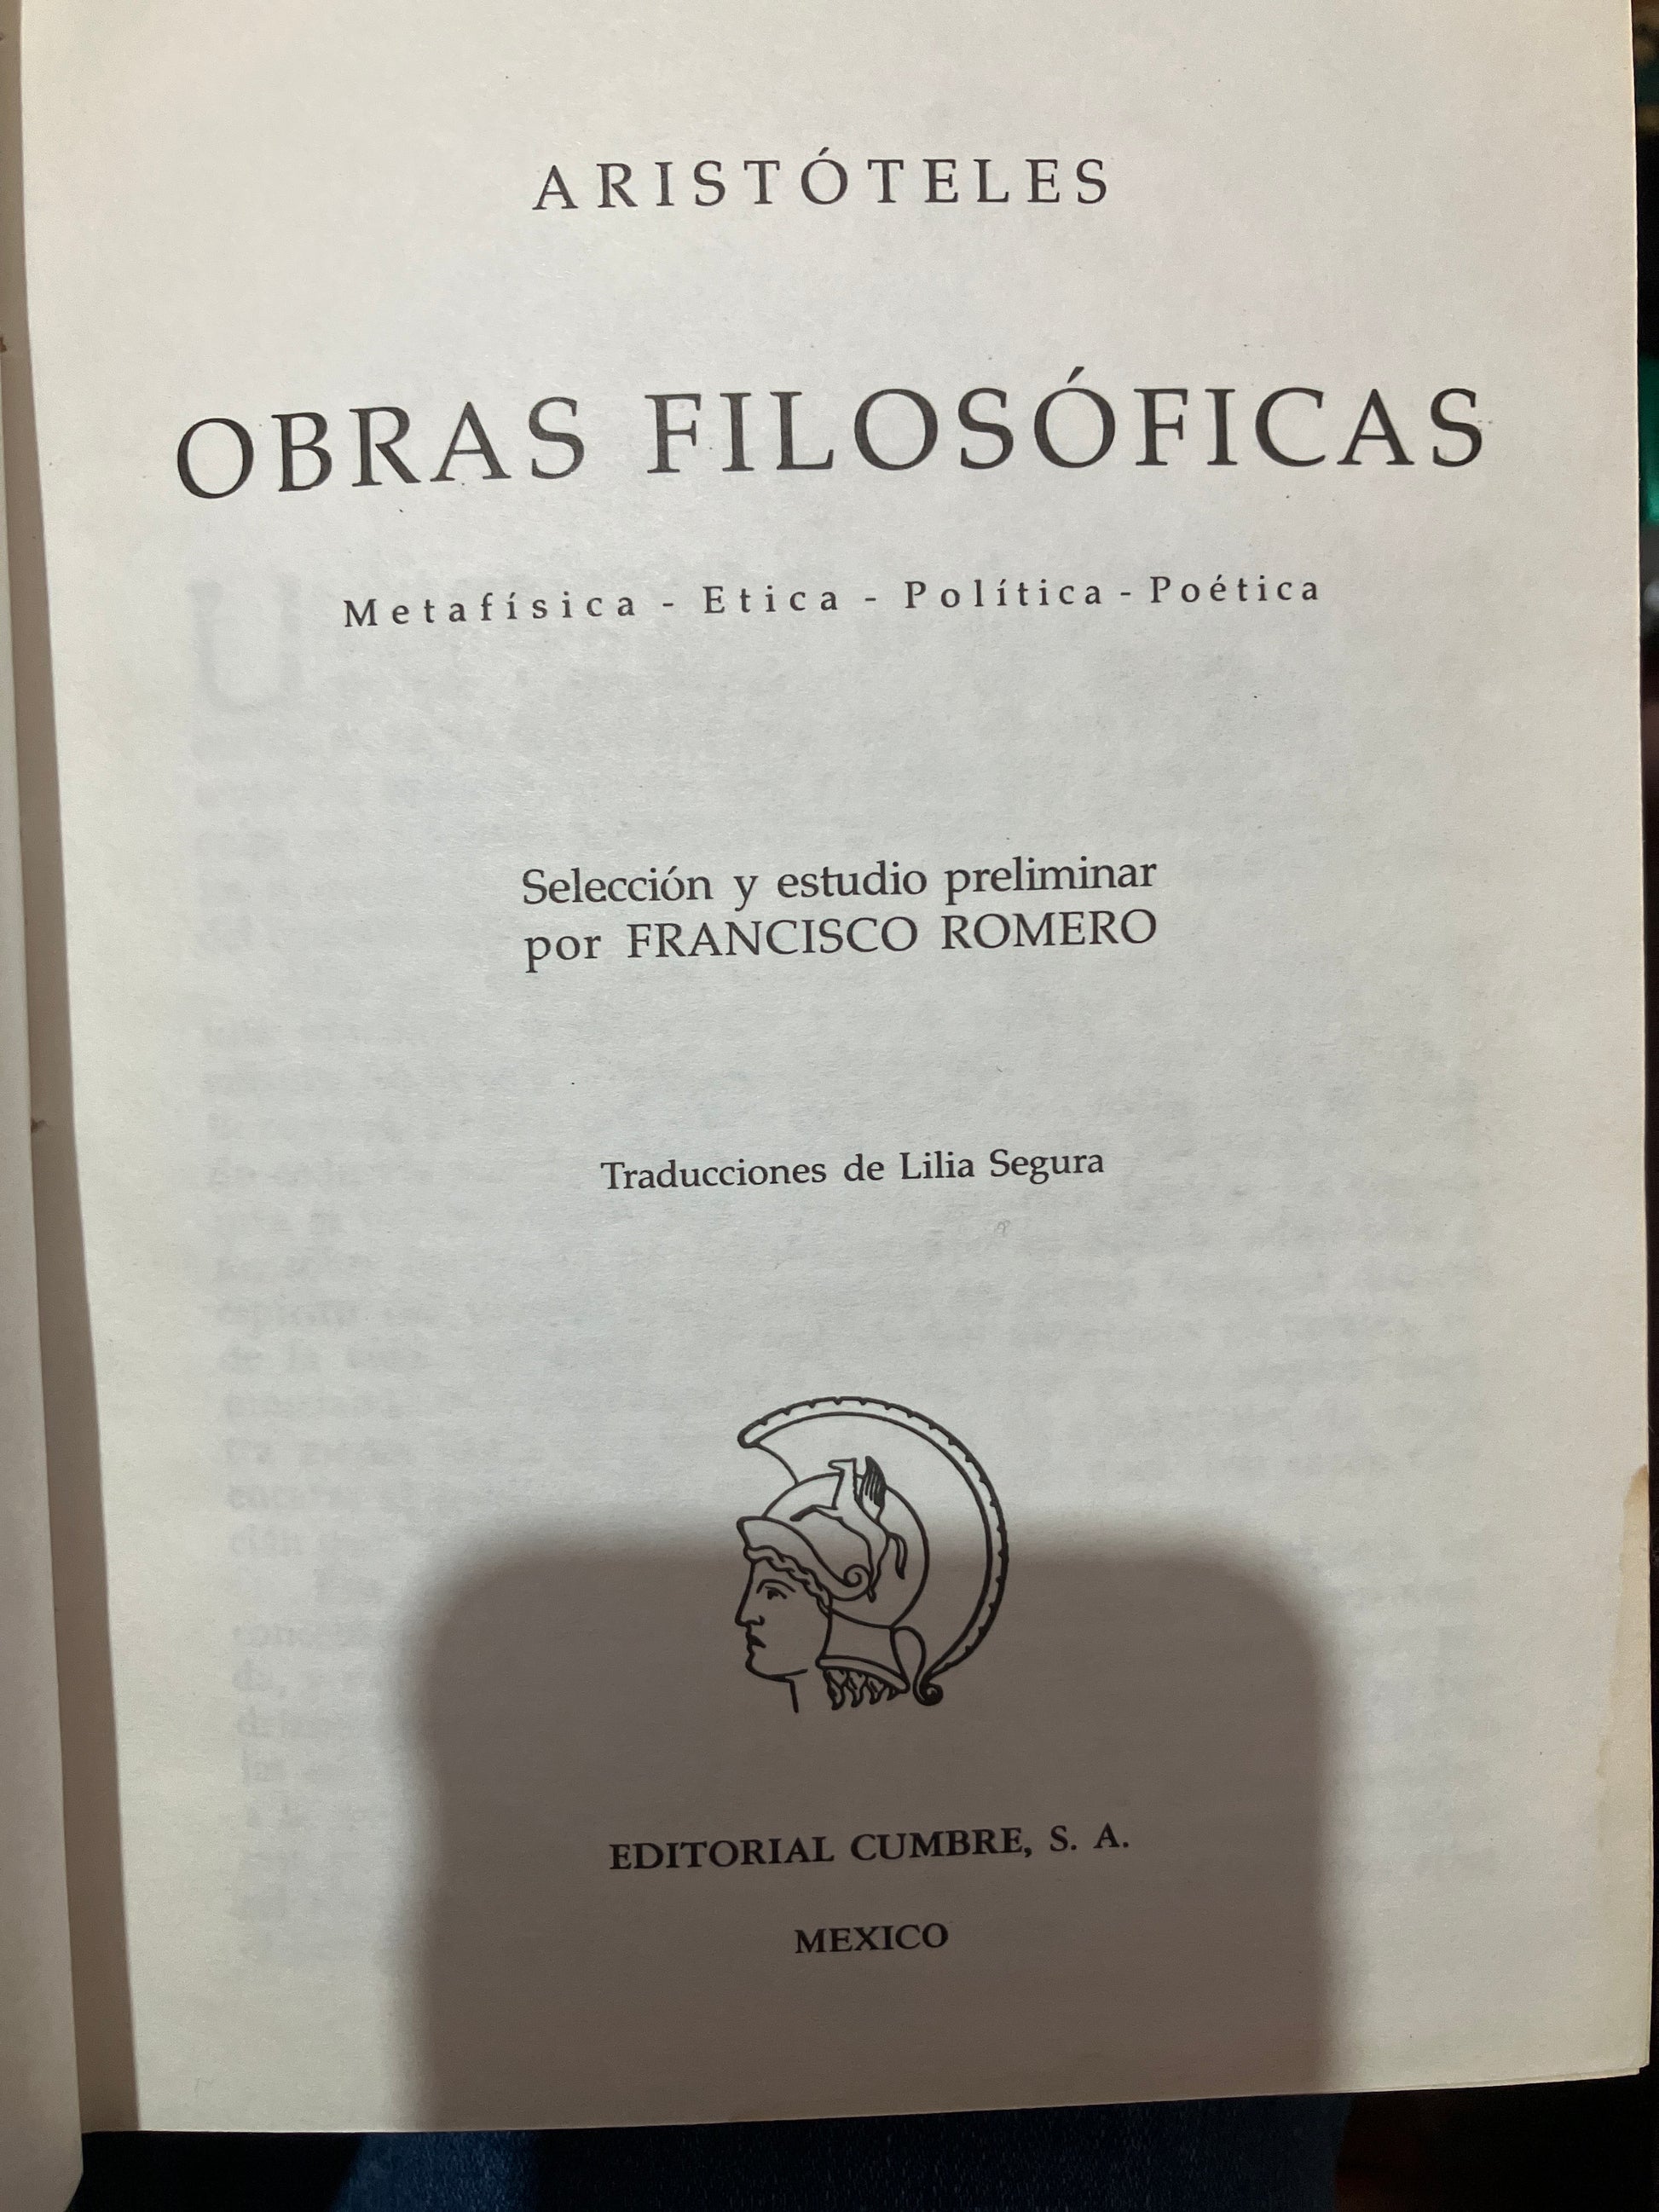 ARISTÓTELES
OBRAS FILOSÓFICAS
Metafísica - Etica - Política - Poética
Selección y estudio preliminar
por FRANCISCO ROMERO
Traducciones de Lilia Segura
EDITORIAL CUMBRE, S. A.
MEXICO